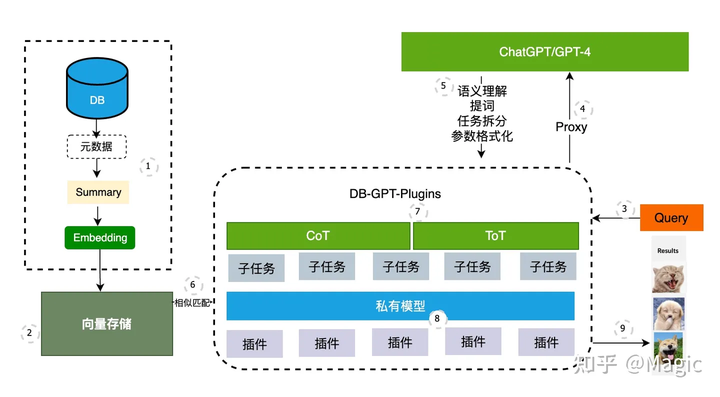 ChatGPT/GPT-4
DB
元数据
1
Summary
Embedding
向量存储
2
5
语义理解
提词
任务拆分
参数格式化
4
Proxy
DB-GPT-Plugins
7
CoT
ToT
子任务
子任务
子任务
子任务
子任务
6
相似匹配
私有模型
8
插件
插件
插件
插件
插件
3
Query
Results
9
知乎 @Magic